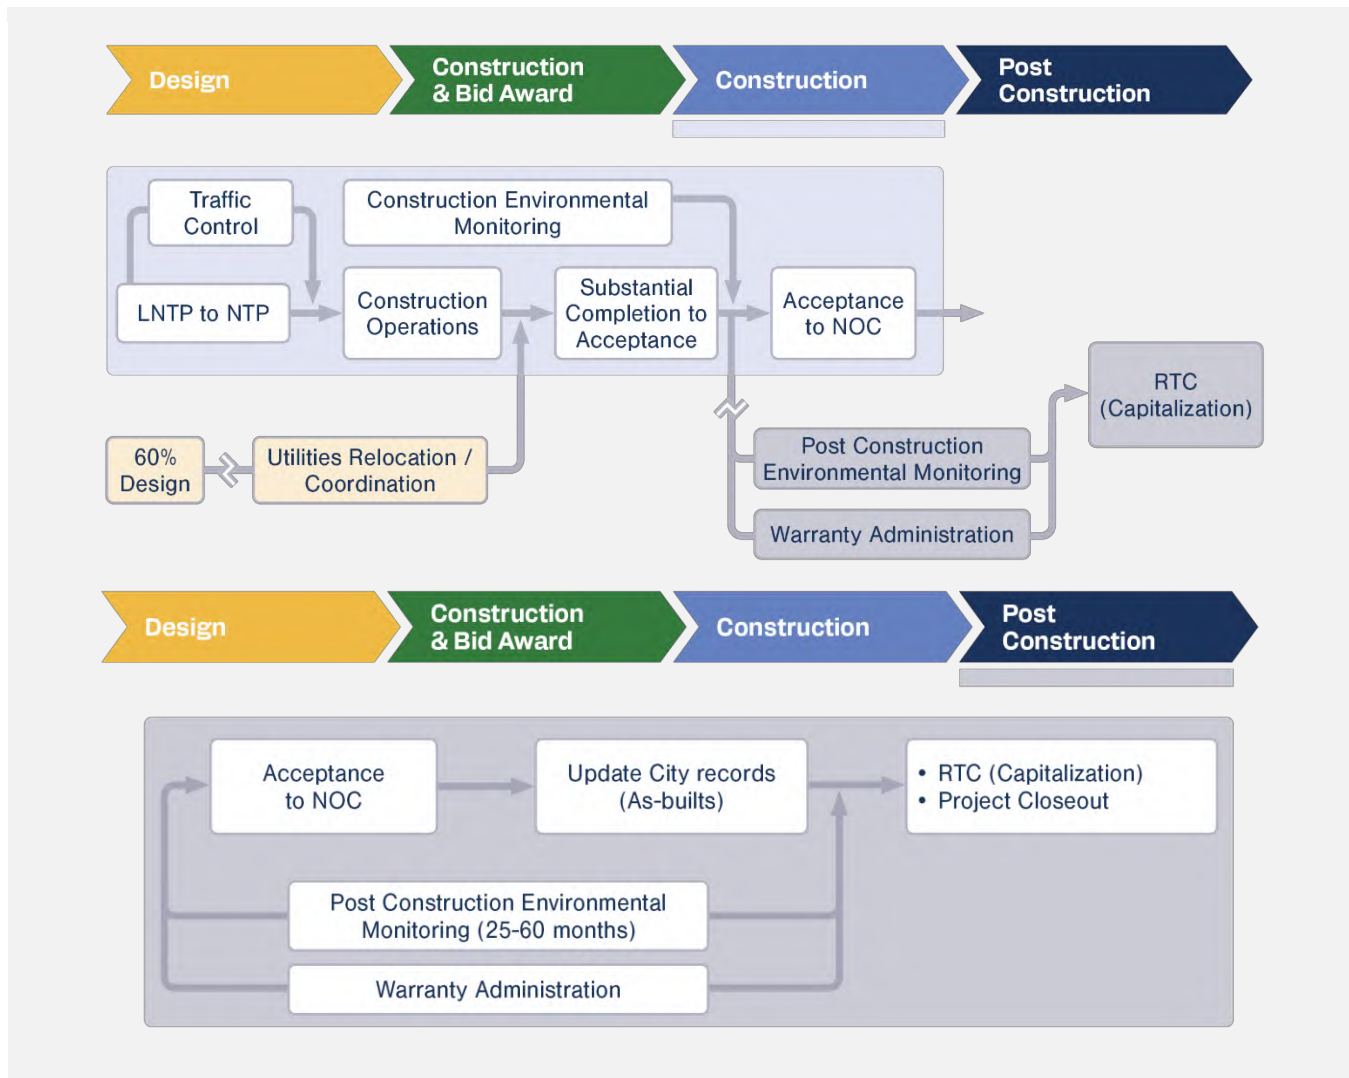 Design
Construction
& Bid Award
Construction
Post
Construction
Traffic
Control
Construction Environmental
Monitoring
LNTP to NTP
Construction
Operations
Substantial
Completion to
Acceptance
Acceptance
to NOC
RTC
(Capitalization)
60%
Design
Utilities Relocation /
Coordination
Post Construction
Environmental Monitoring
Warranty Administration
Design
Construction
& Bid Award
Construction
Post
Construction
Acceptance
to NOC
Update City records
(As-builts)
• RTC (Capitalization)
• Project Closeout
Post Construction Environmental
Monitoring (25-60 months)
Warranty Administration